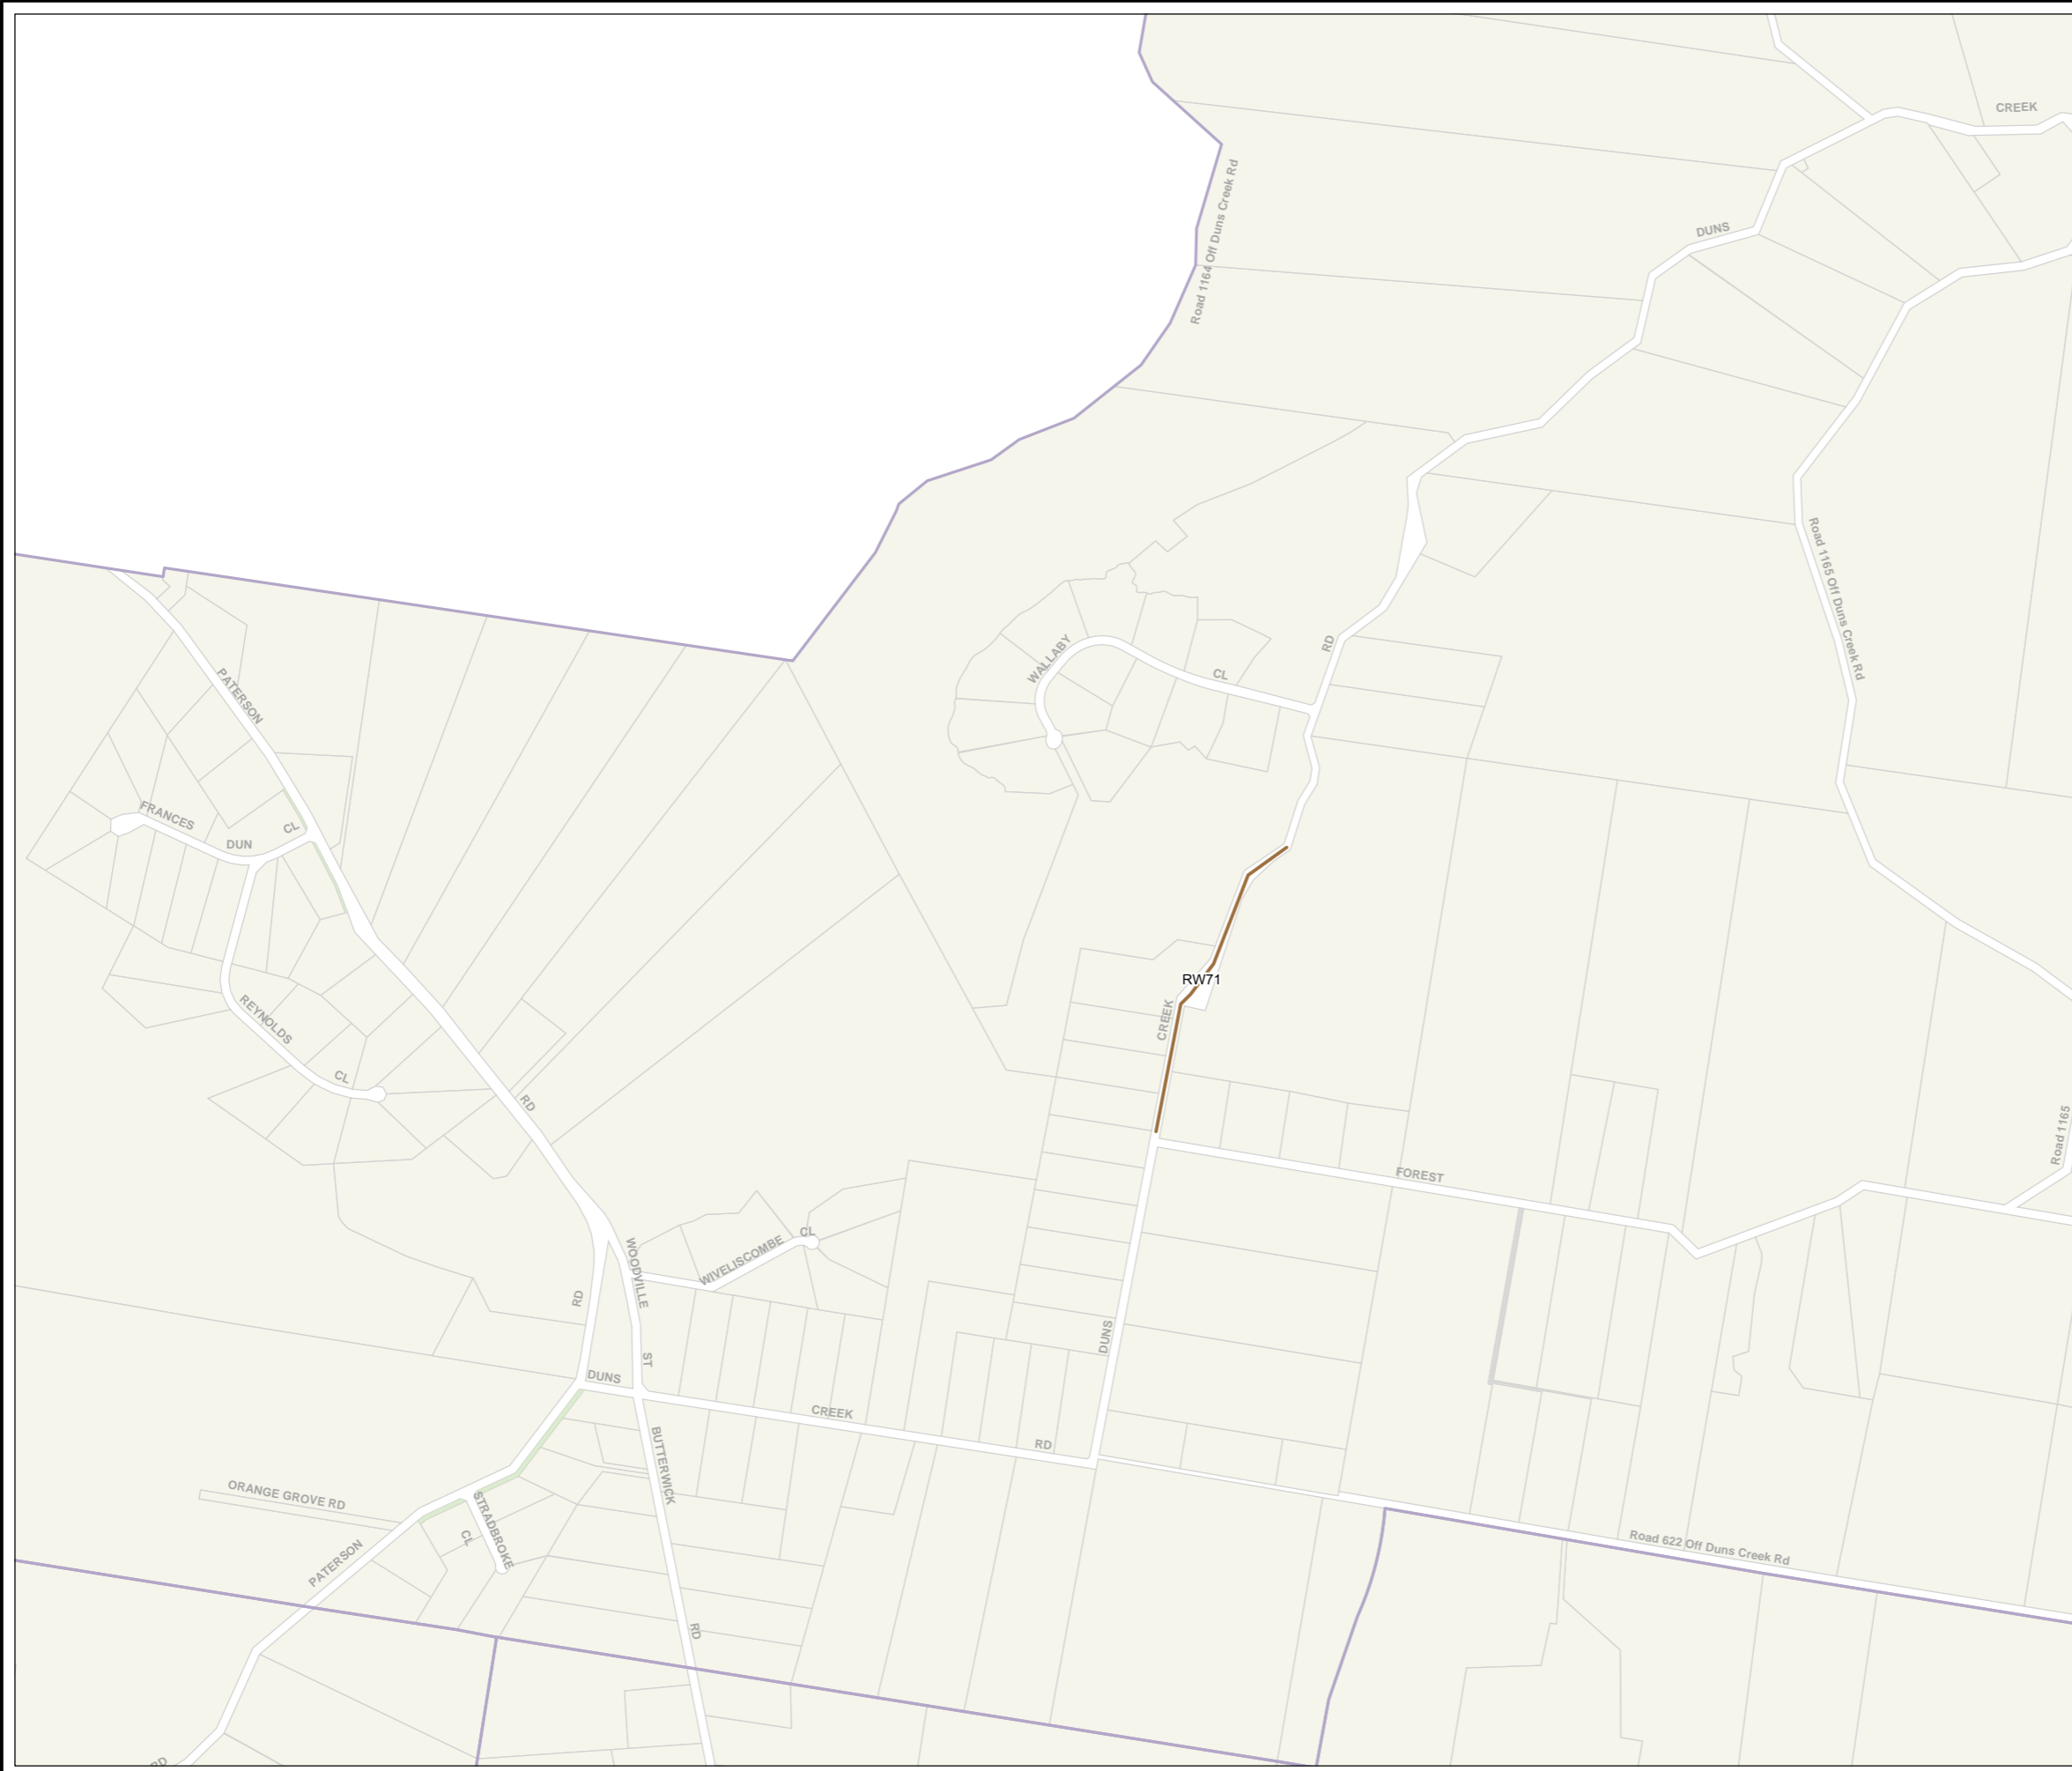 CREEK
Road 1164 Off Duns Creek Rd
DUNS
Road 1165 Off Duns Creek Rd
WALLABY
CL
RD
PATERSON
FRANCES
DUN
CL
RW71
CREEK
REYNOLDS
CL
RD
Road 1165
FOREST
WOODVILLE
WIVELISCOMBE
CL
RD
ST
DUNS
DUNS
CREEK
RD
BUTTERWICK
ORANGE GROVE RD
STRADBROKE
CL
PATERSON
Road 622 Off Duns Creek Rd
RD
RD